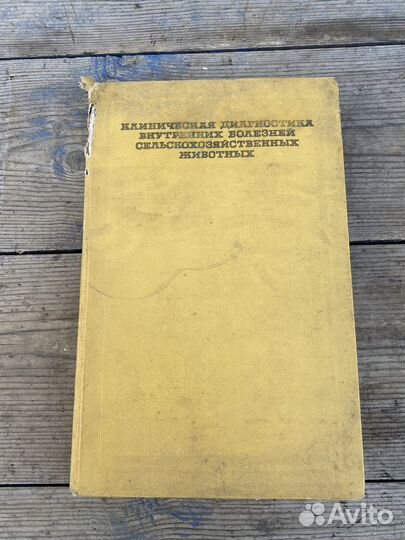 КЛИНИЧЕСКАЯ ДИАГНОСТИКА
ВНУТРЕННИХ БОЛЕЗНЕЙ
СЕЛЬСКОХОЗЯЙСТВЕННЫХ
ЖИВОТНЫХ
Avito